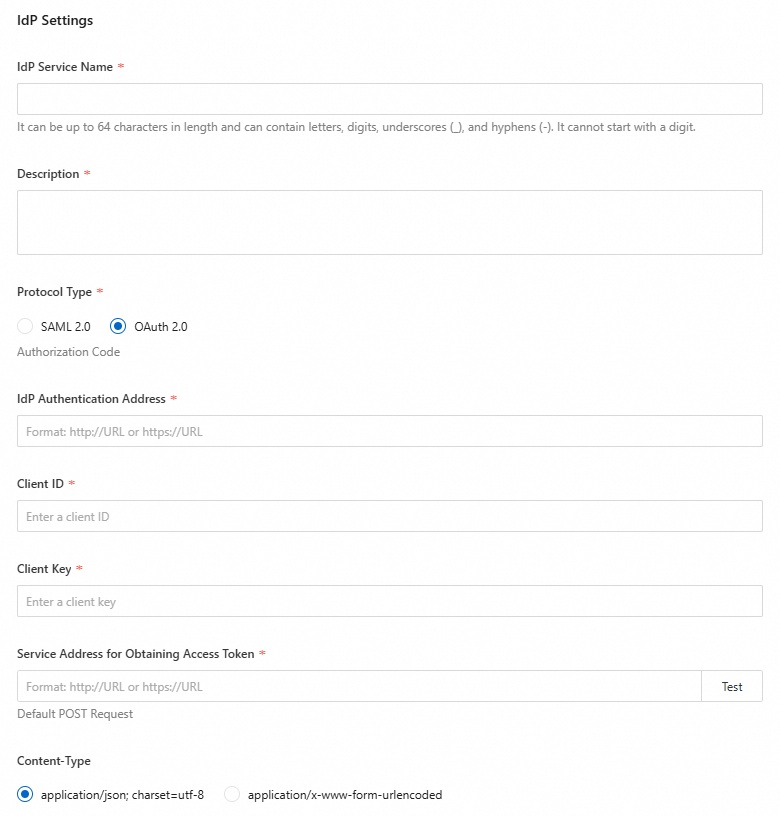 IdP Settings
IdP Service Name *
It can be up to 64 characters in length and can contain letters, digits, underscores (_), and hyphens (-). It cannot start with a digit.
Description *
Protocol Type *
SAML 2.0 OAuth 2.0
Authorization Code
IdP Authentication Address *
Format: http://URL or https://URL
Client ID *
Enter a client ID
Client Key *
Enter a client key
Service Address for Obtaining Access Token *
Format: http://URL or https://URL Test
Default POST Request
Content-Type
application/json; charset=utf-8 application/x-www-form-urlencoded